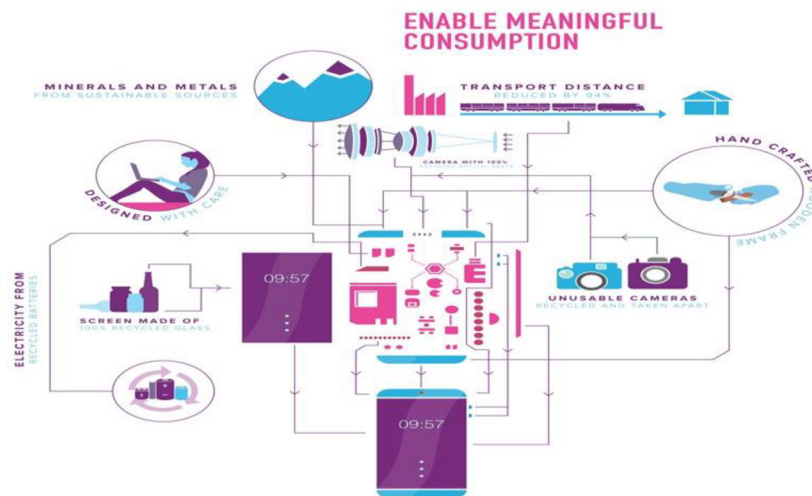 ENABLE MEANINGFUL
CONSUMPTION
MINERALS AND METALS
FROM SUSTAINABLE SOURCES
TRANSPORT DISTANCE
REDUCED BY 94%
CAMERA WITH 100%
DESIGNED WITH CARE
HAND CRAFTED
WOODEN FRAME
09:57
SCREEN MADE OF
100% RECYCLED GLASS
UNUSABLE CAMERAS
RECYCLED AND TAKEN APART
ELECTRICITY FROM
RECYCLED BATTERIES
09:57